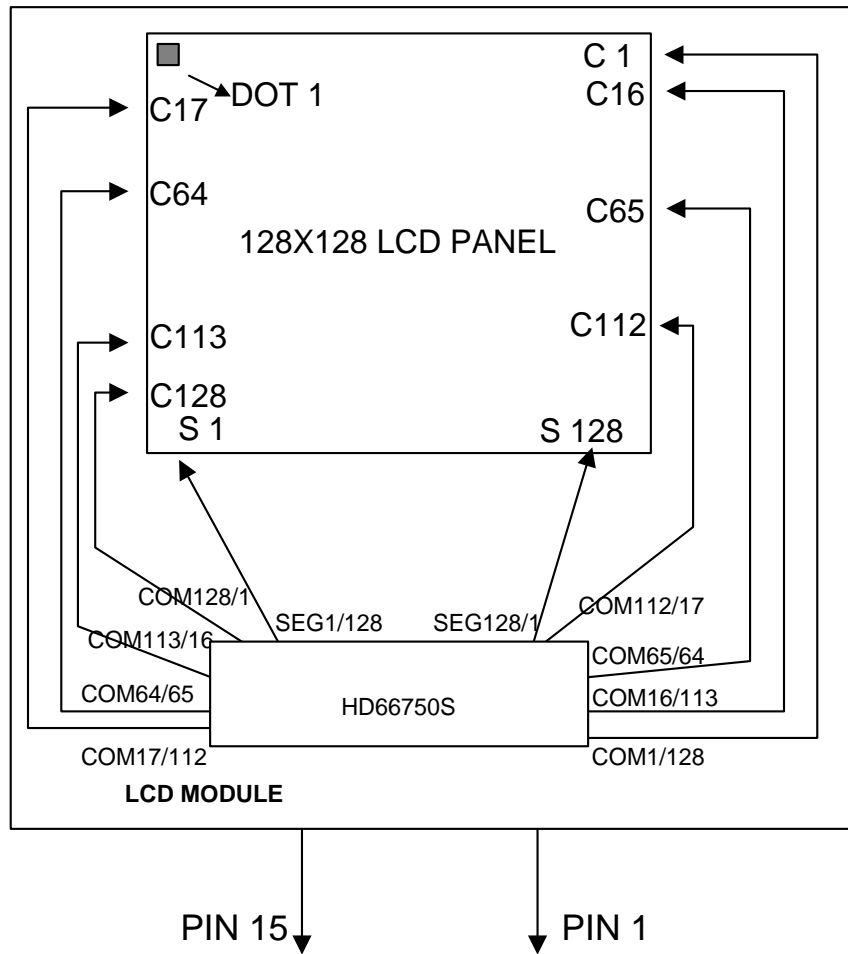 C 1
DOT 1
C16
C17
C64
C65
128X128 LCD PANEL
C112
C113
C128
S 1
S 128
COM128/1
COM112/17
SEG1/128
SEG128/1
COM113/16
COM65/64
COM64/65
HD66750S
COM16/113
COM17/112
COM1/128
LCD MODULE
PIN 15
PIN 1